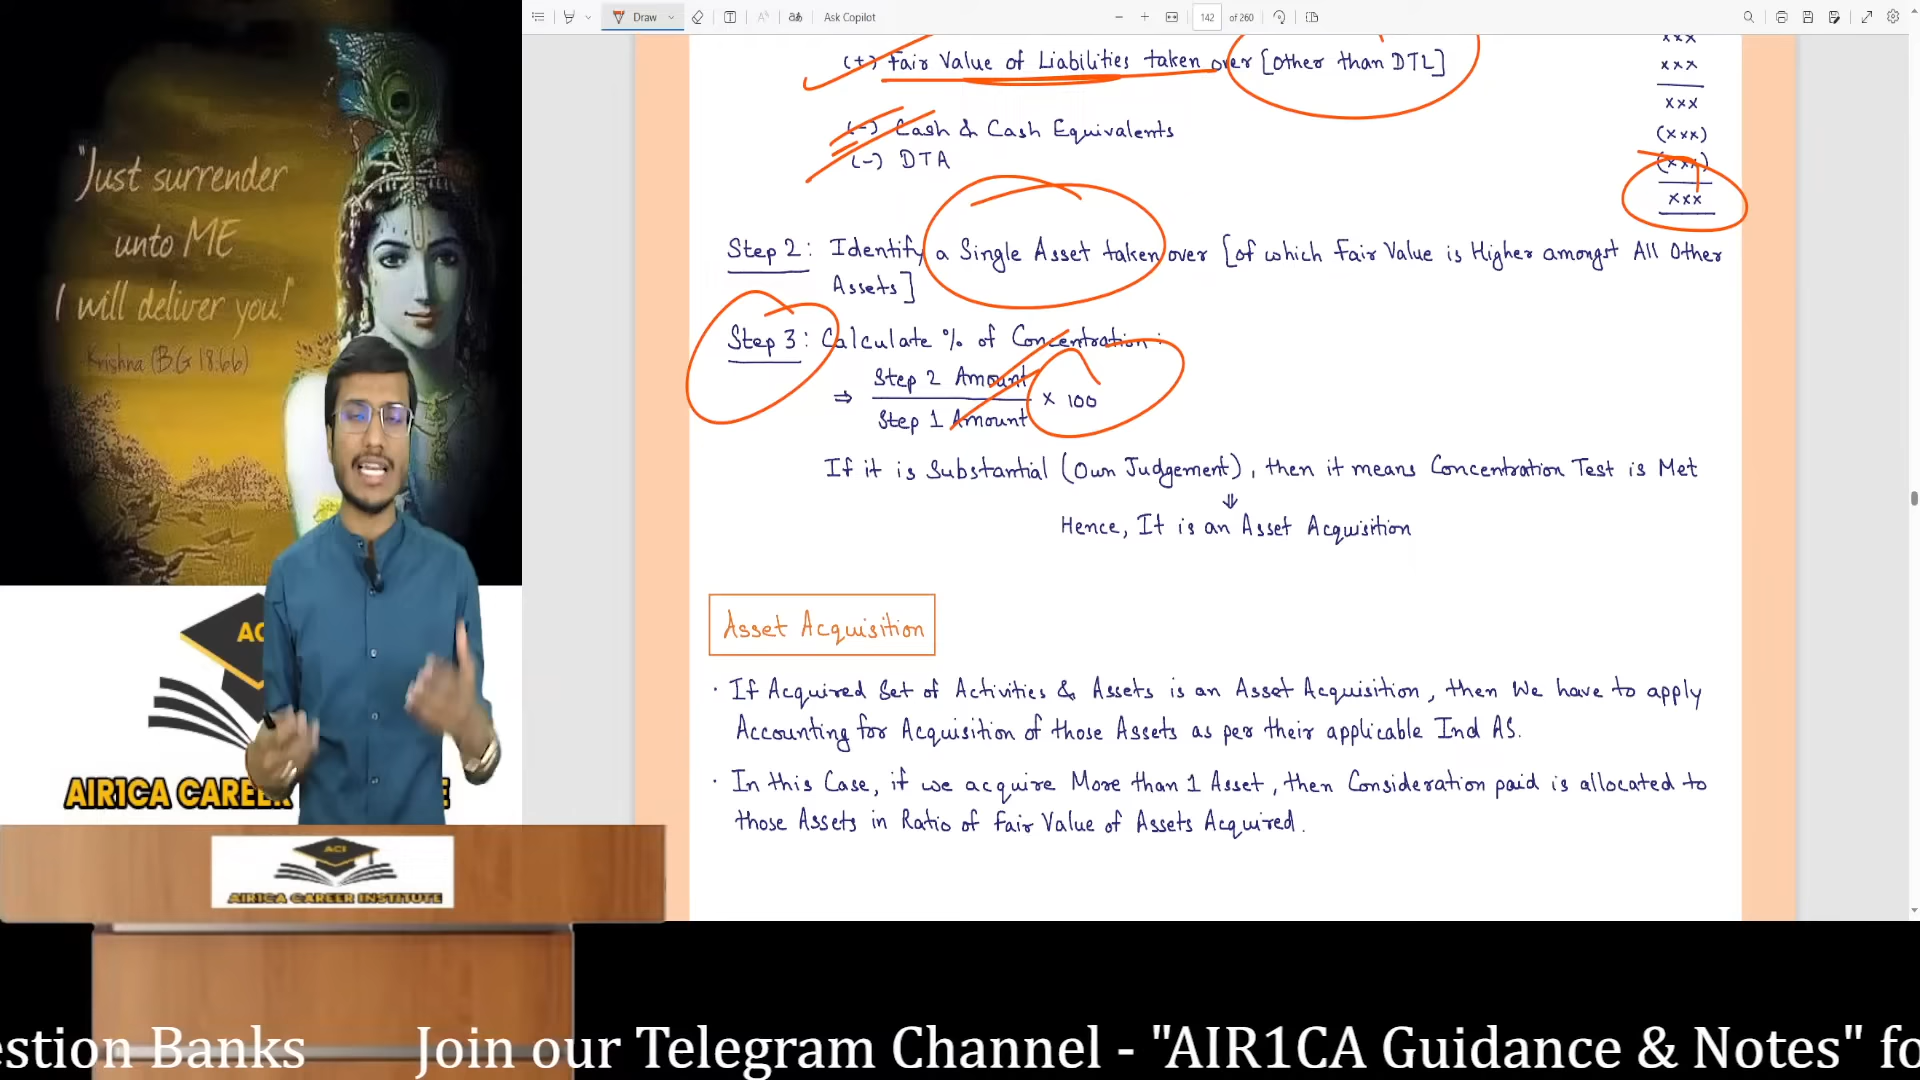 Draw
Ask Copilot
142 of 260
(+) Fair Value of Liabilities taken over [Other than DTL]
xxx
xxx
xxx
(-) Cash & Cash Equivalents
(xxx)
(-) DTA
(xxx)
xxx
Step 2: Identify a Single Asset taken over [of which Fair Value is Higher amongst All Other
Assets]
Step 3: Calculate % of Concentration:
⇒ Step 2 Amount
Step 1 Amount
× 100
If it is Substantial (Own Judgement), then it means Concentration Test is Met
⇓
Hence, It is an Asset Acquisition
Asset Acquisition
· If Acquired Set of Activities & Assets is an Asset Acquisition, then We have to apply
Accounting for Acquisition of those Assets as per their applicable Ind AS.
· In this Case, if we acquire More than 1 Asset, then Consideration paid is allocated to
those Assets in Ratio of Fair Value of Assets Acquired.
"Just surrender
unto ME
I will deliver you!"
Krishna (B.G 18.66)
AC
AIR1CA CAREE
E
ACI
AIR1CA CAREER INSTITUTE
estion Banks
Join our Telegram Channel - "AIR1CA Guidance & Notes" fo